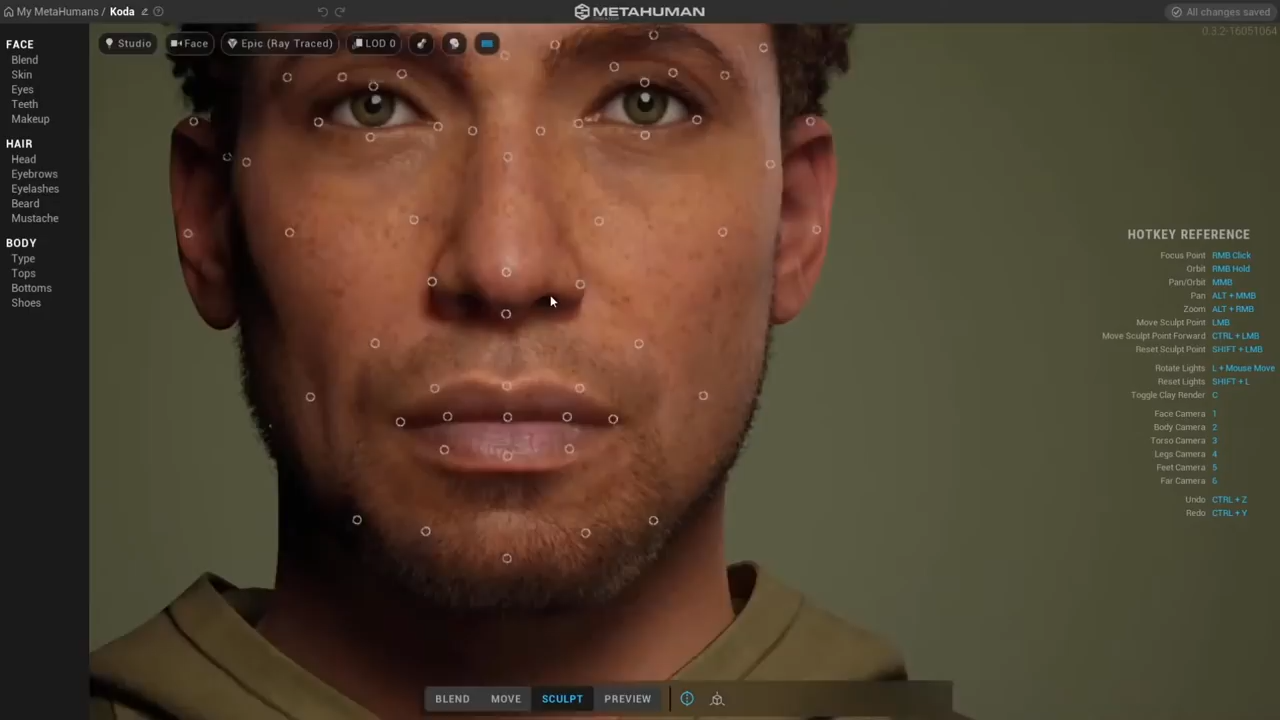 My MetaHumans / Koda
METAHUMAN
All changes saved
0.3.2-16051064
Studio
Face
Epic (Ray Traced)
LOD 0
FACE
Blend
Skin
Eyes
Teeth
Makeup
HAIR
Head
Eyebrows
Eyelashes
Beard
Mustache
BODY
Type
Tops
Bottoms
Shoes
HOTKEY REFERENCE
Focus Point RMB Click
Orbit RMB Hold
Pan/Orbit MMB
Pan ALT + MMB
Zoom ALT + RMB
Move Sculpt Point LMB
Move Sculpt Point Forward CTRL + LMB
Reset Sculpt Point SHIFT + LMB
Rotate Lights L + Mouse Move
Reset Lights SHIFT + L
Toggle Clay Render C
Face Camera 1
Body Camera 2
Torso Camera 3
Legs Camera 4
Feet Camera 5
Far Camera 6
Undo CTRL + Z
Redo CTRL + Y
BLEND
MOVE
SCULPT
PREVIEW